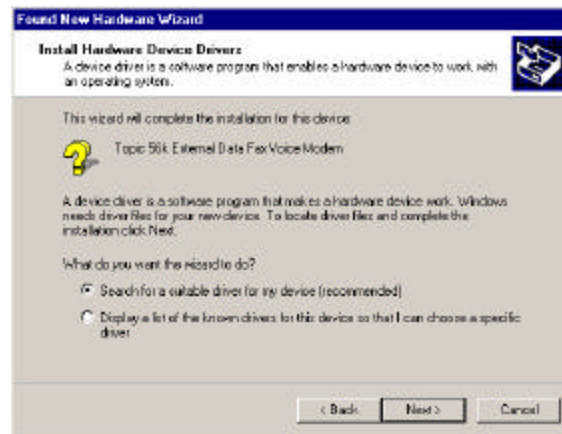 Found New Hardware Wizard
Install Hardware Device Drivers
A device driver is a software program that enables a hardware device to work with
an operating system.
This wizard will complete the installation for this device:
Topic 56k External Data Fax Voice Modem
A device driver is a software program that makes a hardware device work. Windows
needs driver files for your new device. To locate driver files and complete the
installation click Next.
What do you want the wizard to do?
Search for a suitable driver for my device (recommended)
Display a list of the known drivers for this device so that I can choose a specific
driver
< Back
Next >
Cancel